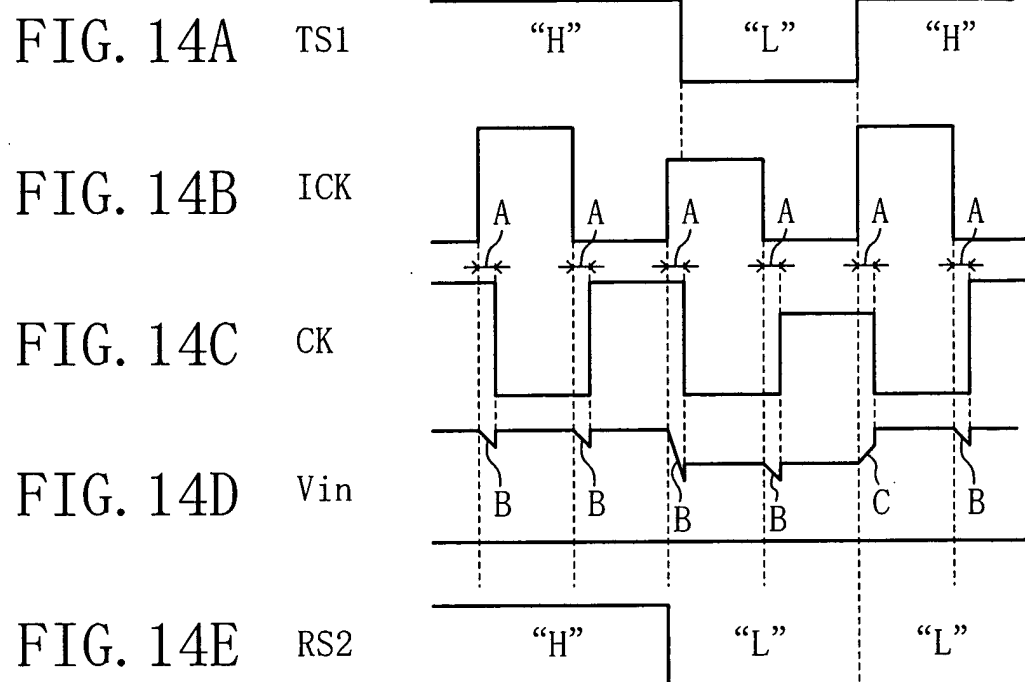 FIG. 14A TS1 “H” “L” “H”
FIG. 14B ICK
A A A A A A
FIG. 14C CK
FIG. 14D Vin
B B B B C B
FIG. 14E RS2 “H” “L” “L”